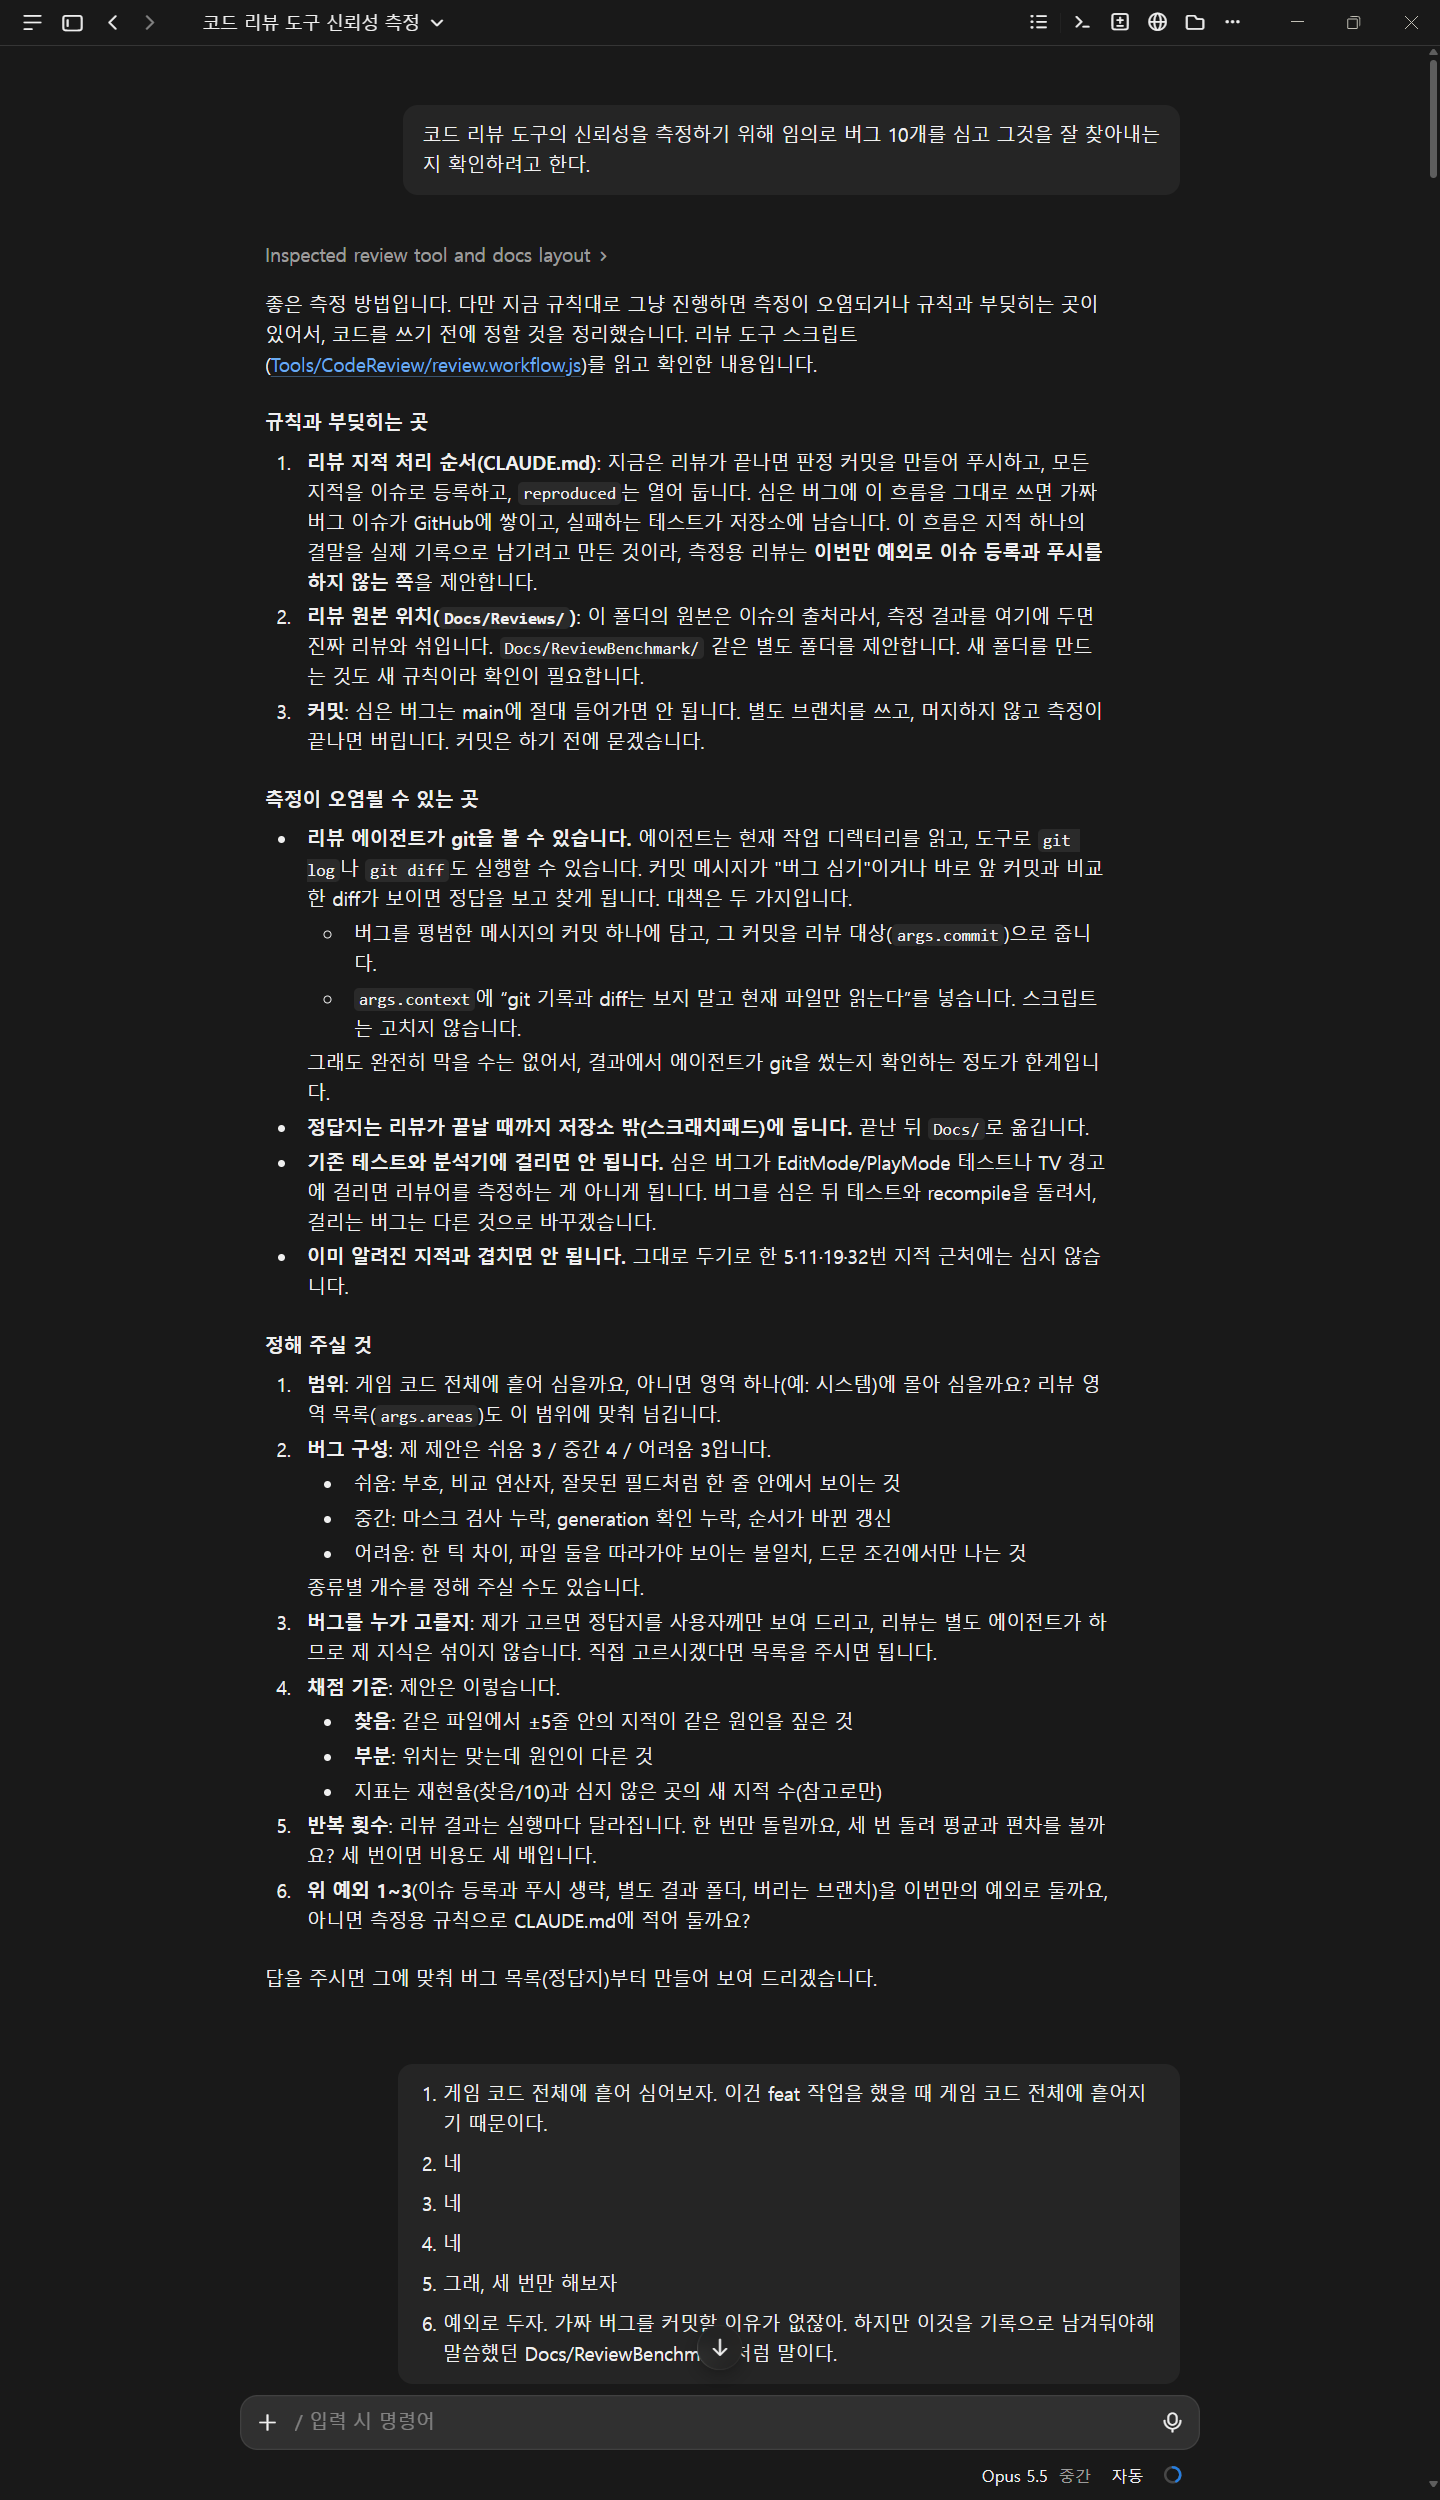 코드 리뷰 도구 신뢰성 측정
코드 리뷰 도구의 신뢰성을 측정하기 위해 임의로 버그 10개를 심고 그것을 잘 찾아내는
지 확인하려고 한다.
Inspected review tool and docs layout
좋은 측정 방법입니다. 다만 지금 규칙대로 그냥 진행하면 측정이 오염되거나 규칙과 부딪히는 곳이
있어서, 코드를 쓰기 전에 정할 것을 정리했습니다. 리뷰 도구 스크립트
(Tools/CodeReview/review.workflow.js)를 읽고 확인한 내용입니다.
규칙과 부딪히는 곳
1. 리뷰 지적 처리 순서(CLAUDE.md): 지금은 리뷰가 끝나면 판정 커밋을 만들어 푸시하고, 모든
지적을 이슈로 등록하고, reproduced는 열어 둡니다. 심은 버그에 이 흐름을 그대로 쓰면 가짜
버그 이슈가 GitHub에 쌓이고, 실패하는 테스트가 저장소에 남습니다. 이 흐름은 지적 하나의
결말을 실제 기록으로 남기려고 만든 것이라, 측정용 리뷰는 이번만 예외로 이슈 등록과 푸시를
하지 않는 쪽을 제안합니다.
2. 리뷰 원본 위치(Docs/Reviews/): 이 폴더의 원본은 이슈의 출처라서, 측정 결과를 여기에 두면
진짜 리뷰와 섞입니다. Docs/ReviewBenchmark/ 같은 별도 폴더를 제안합니다. 새 폴더를 만드
는 것도 새 규칙이라 확인이 필요합니다.
3. 커밋: 심은 버그는 main에 절대 들어가면 안 됩니다. 별도 브랜치를 쓰고, 머지하지 않고 측정이
끝나면 버립니다. 커밋은 하기 전에 묻겠습니다.
측정이 오염될 수 있는 곳
• 리뷰 에이전트가 git을 볼 수 있습니다. 에이전트는 현재 작업 디렉터리를 읽고, 도구로 git
log나 git diff도 실행할 수 있습니다. 커밋 메시지가 "버그 심기"이거나 바로 앞 커밋과 비교
한 diff가 보이면 정답을 보고 찾게 됩니다. 대책은 두 가지입니다.
◦ 버그를 평범한 메시지의 커밋 하나에 담고, 그 커밋을 리뷰 대상(args.commit)으로 줍니
다.
◦ args.context에 “git 기록과 diff는 보지 말고 현재 파일만 읽는다”를 넣습니다. 스크립트
는 고치지 않습니다.
그래도 완전히 막을 수는 없어서, 결과에서 에이전트가 git을 썼는지 확인하는 정도가 한계입니
다.
• 정답지는 리뷰가 끝날 때까지 저장소 밖(스크래치패드)에 둡니다. 끝난 뒤 Docs/로 옮깁니다.
• 기존 테스트와 분석기에 걸리면 안 됩니다. 심은 버그가 EditMode/PlayMode 테스트나 TV 경고
에 걸리면 리뷰어를 측정하는 게 아니게 됩니다. 버그를 심은 뒤 테스트와 recompile을 돌려서,
걸리는 버그는 다른 것으로 바꾸겠습니다.
• 이미 알려진 지적과 겹치면 안 됩니다. 그대로 두기로 한 5·11·19·32번 지적 근처에는 심지 않습
니다.
정해 주실 것
1. 범위: 게임 코드 전체에 흩어 심을까요, 아니면 영역 하나(예: 시스템)에 몰아 심을까요? 리뷰 영
역 목록(args.areas)도 이 범위에 맞춰 넘깁니다.
2. 버그 구성: 제 제안은 쉬움 3 / 중간 4 / 어려움 3입니다.
• 쉬움: 부호, 비교 연산자, 잘못된 필드처럼 한 줄 안에서 보이는 것
• 중간: 마스크 검사 누락, generation 확인 누락, 순서가 바뀐 갱신
• 어려움: 한 틱 차이, 파일 둘을 따라가야 보이는 불일치, 드문 조건에서만 나는 것
종류별 개수를 정해 주실 수도 있습니다.
3. 버그를 누가 고를지: 제가 고르면 정답지를 사용자께만 보여 드리고, 리뷰는 별도 에이전트가 하
므로 제 지식은 섞이지 않습니다. 직접 고르시겠다면 목록을 주시면 됩니다.
4. 채점 기준: 제안은 이렇습니다.
• 찾음: 같은 파일에서 ±5줄 안의 지적이 같은 원인을 짚은 것
• 부분: 위치는 맞는데 원인이 다른 것
• 지표는 재현율(찾음/10)과 심지 않은 곳의 새 지적 수(참고로만)
5. 반복 횟수: 리뷰 결과는 실행마다 달라집니다. 한 번만 돌릴까요, 세 번 돌려 평균과 편차를 볼까
요? 세 번이면 비용도 세 배입니다.
6. 위 예외 1~3(이슈 등록과 푸시 생략, 별도 결과 폴더, 버리는 브랜치)을 이번만의 예외로 둘까요,
아니면 측정용 규칙으로 CLAUDE.md에 적어 둘까요?
답을 주시면 그에 맞춰 버그 목록(정답지)부터 만들어 보여 드리겠습니다.
1. 게임 코드 전체에 흩어 심어보자. 이건 feat 작업을 했을 때 게임 코드 전체에 흩어지
기 때문이다.
2. 네
3. 네
4. 네
5. 그래, 세 번만 해보자
6. 예외로 두자. 가짜 버그를 커밋할 이유가 없잖아. 하지만 이것을 기록으로 남겨둬야해
말씀했던 Docs/ReviewBenchm 처럼 말이다.
/ 입력 시 명령어
Opus 5.5 중간 자동